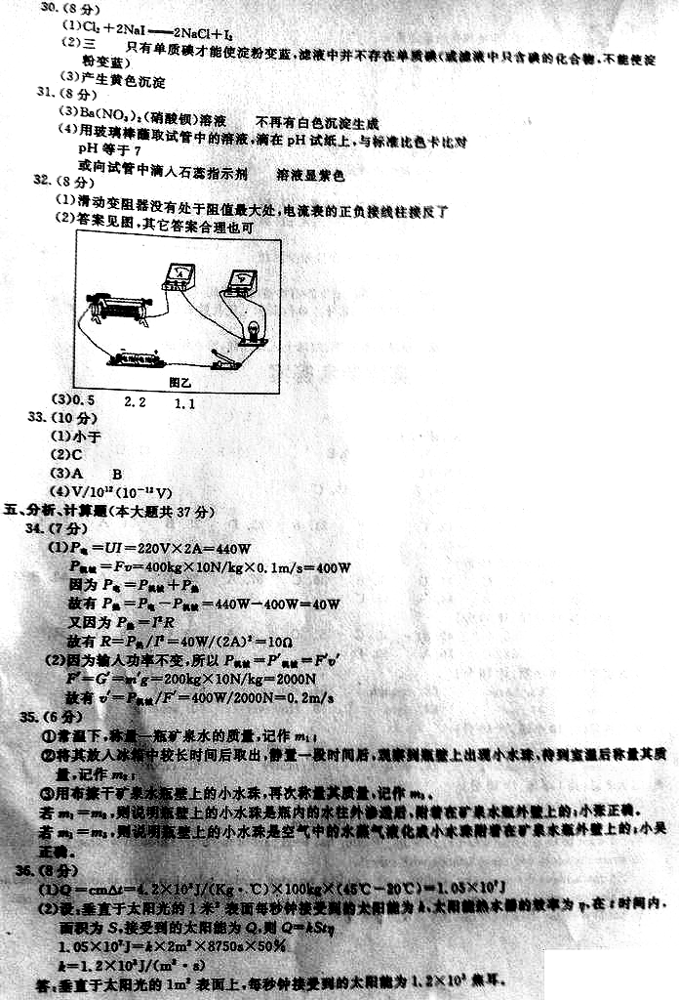 30.(8分)
(1)Cl₂+2NaI══2NaCl+I₂
(2)三 只有单质碘才能使淀粉变蓝,滤液中并不存在单质碘(或滤液中只含碘的化合物,不能使淀
粉变蓝)
(3)产生黄色沉淀
31.(8分)
(3)Ba(NO₃)₂(硝酸钡)溶液 不再有白色沉淀生成
(4)用玻璃棒蘸取试管中的溶液,滴在pH试纸上,与标准比色卡比对
pH等于7
或向试管中滴入石蕊指示剂 溶液显紫色
32.(8分)
(1)滑动变阻器没有处于阻值最大处,电流表的正负接线柱接反了
(2)答案见图,其它答案合理也可
A
V
图乙
(3)0.5 2.2 1.1
33.(10分)
(1)小于
(2)C
(3)A B
(4)V/10¹²(10⁻¹²V)
五、分析、计算题(本大题共37分)
34.(7分)
(1)P电=UI=220V×2A=440W
P机械=Fv=400kg×10N/kg×0.1m/s=400W
因为P电=P机械+P热
故有P热=P电-P机械=440W-400W=40W
又因为P热=I²R
故有R=P热/I²=40W/(2A)²=10Ω
(2)因为输入功率不变,所以P机械=P′机械=F′v′
F′=G′=m′g=200kg×10N/kg=2000N
故有v′=P机械/F′=400W/2000N=0.2m/s
35.(6分)
①常温下,称量一瓶矿泉水的质量,记作m₁;
②将其放入冰箱中较长时间后取出,静置一段时间后,观察到瓶壁上出现小水珠,待到室温后称量其质
量,记作m₂;
③用布擦干矿泉水瓶壁上的小水珠,再次称量其质量,记作m₃。
若m₁=m₂,则说明瓶壁上的小水珠是瓶内的水往外渗透后,附着在矿泉水瓶外壁上的;小张正确。
若m₁=m₃,则说明瓶壁上的小水珠是空气中的水蒸气液化成小水珠附着在矿泉水瓶外壁上的;小吴
正确。
36.(8分)
(1)Q=cmΔt=4.2×10³J/(Kg·℃)×100kg×(45℃-20℃)=1.05×10⁷J
(2)设:垂直于太阳光的1米²表面每秒钟接受到的太阳能为k,太阳能热水器的效率为η,在t时间内,
面积为S,接受到的太阳能为Q,则Q=kStη
1.05×10⁷J=k×2m²×8750s×50%
k=1.2×10³J/(m²·s)
答:垂直于太阳光的1m²表面上,每秒钟接受到的太阳能为1.2×10³焦耳。